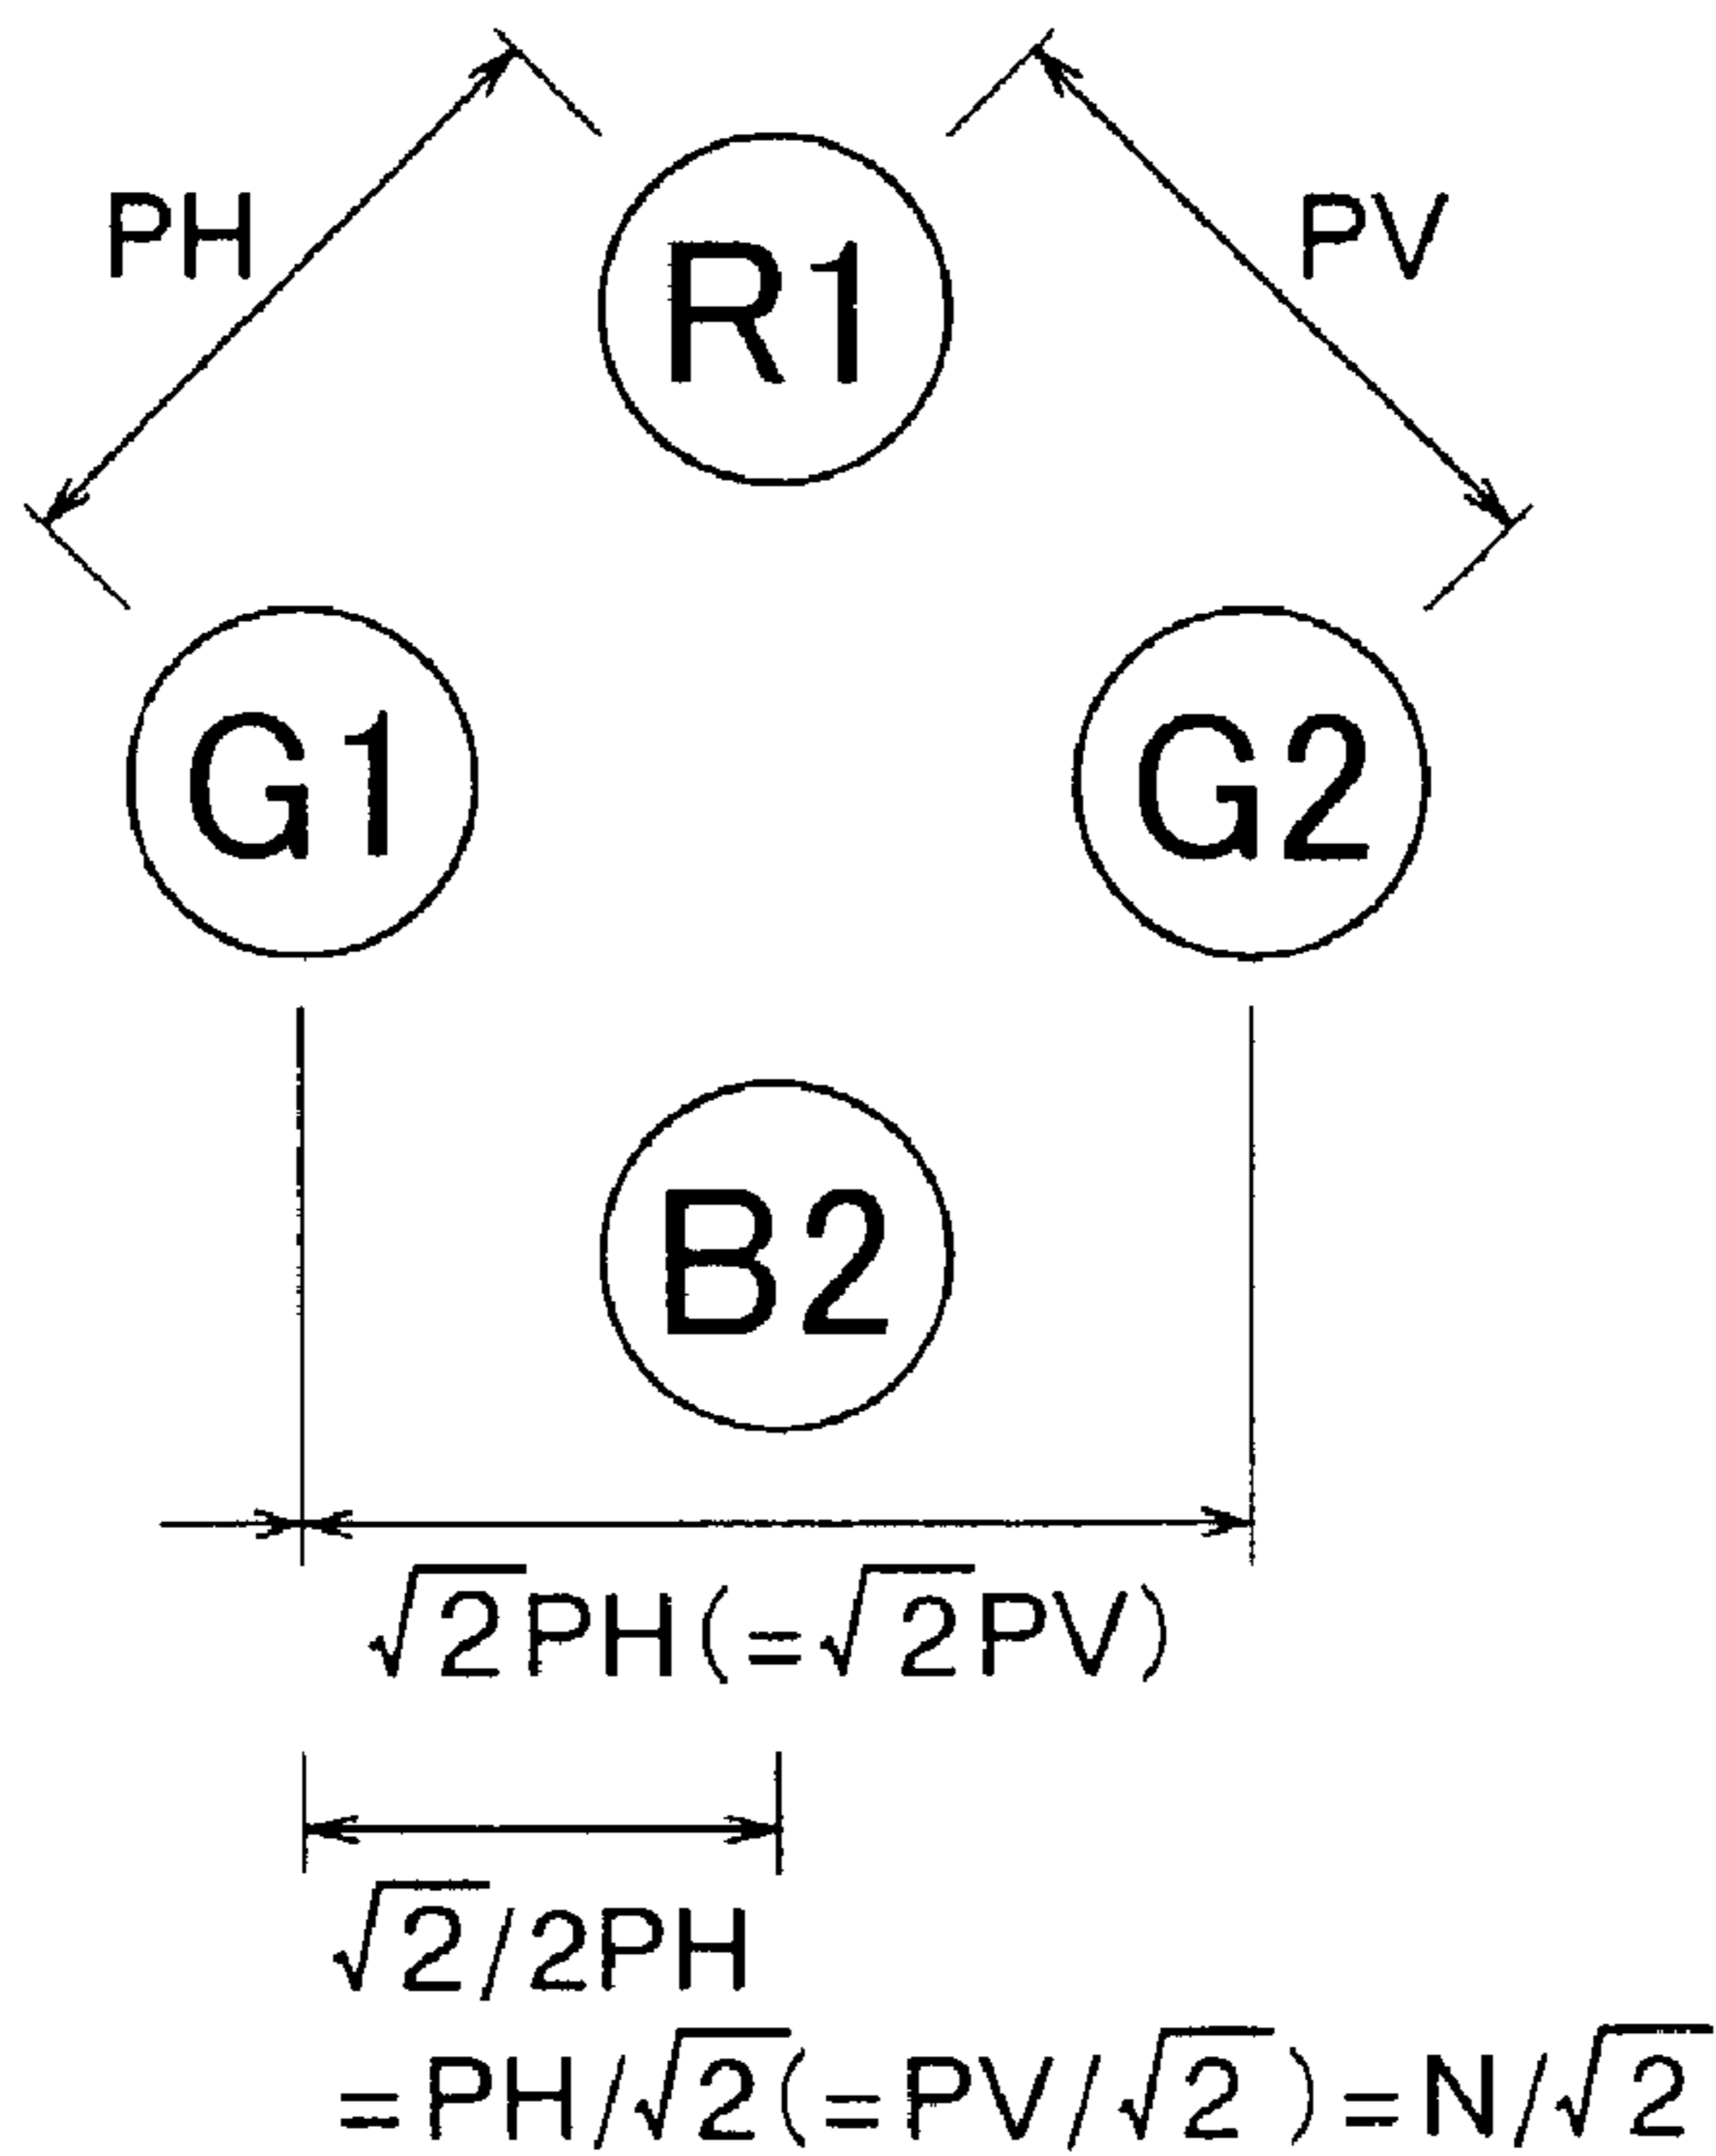 PH
PV
R1
G1
G2
B2
√2PH(=√2PV)
√2/2PH
=PH/√2(=PV/√2)=N/√2